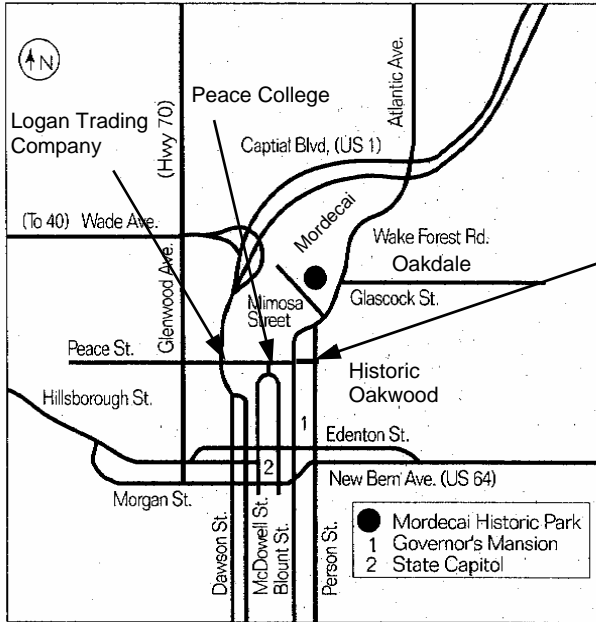 N
Atlantic Ave.
Peace College
Logan Trading
Company
(Hwy 70)
Captial Blvd, (US 1)
(To 40) Wade Ave.
Mordecai
Wake Forest Rd.
Oakdale
Glenwood Ave.
Mimosa
Street
Glascock St.
Peace St.
Historic
Oakwood
Hillsborough St.
1
Edenton St.
2
New Bern Ave. (US 64)
Morgan St.
Dawson St.
McDowell St.
Blount St.
Person St.
Mordecai Historic Park
1 Governor's Mansion
2 State Capitol